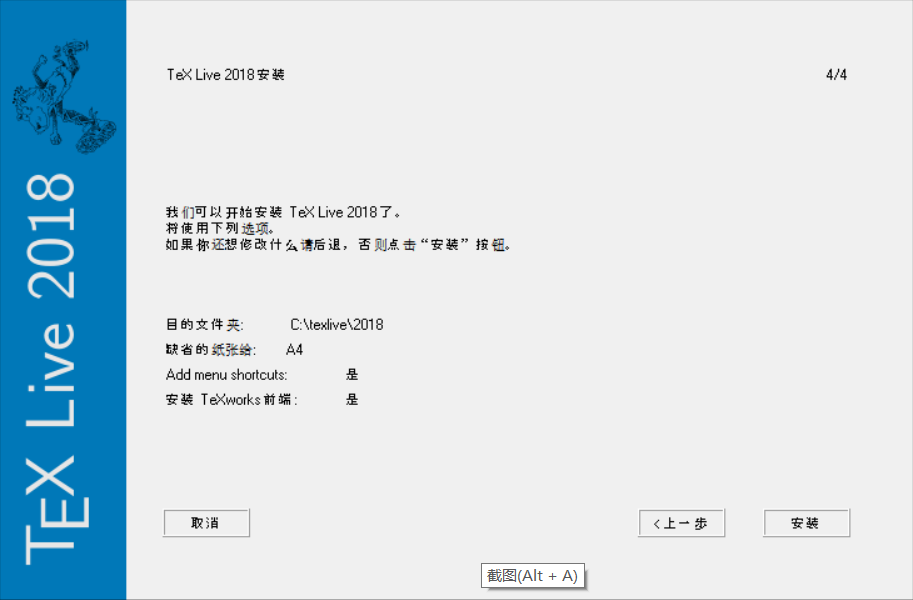 TeX Live 2018安装
4/4
TEX Live 2018
我们可以开始安装 TeX Live 2018了。
将使用下列选项。
如果你还想修改什么请后退，否则点击“安装”按钮。
目的文件夹: C:\texlive\2018
缺省的纸张给: A4
Add menu shortcuts: 是
安装 TeXworks前端: 是
取消
<上一步
安装
截图(Alt + A)